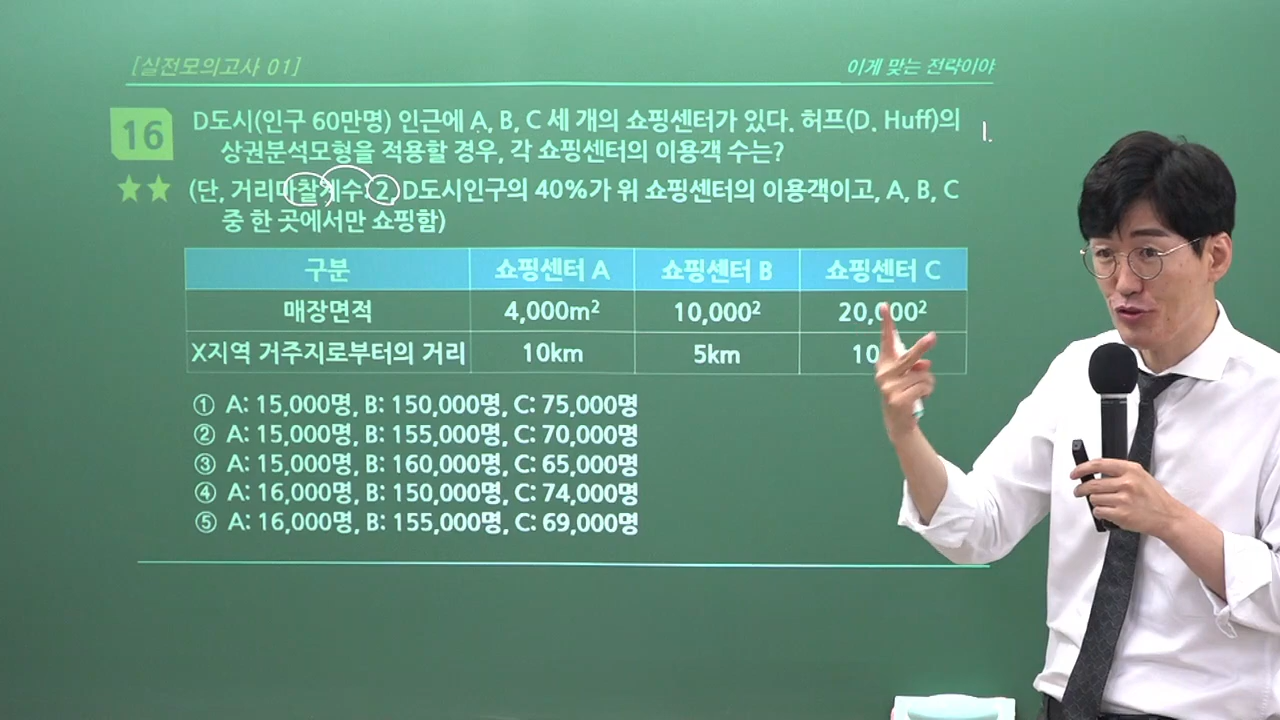 [실전모의고사 01]
이게 맞는 전략이야
16
D도시(인구 60만명) 인근에 A, B, C 세 개의 쇼핑센터가 있다. 허프(D. Huff)의
상권분석모형을 적용할 경우, 각 쇼핑센터의 이용객 수는?
(단, 거리마찰계수: 2, D도시인구의 40%가 위 쇼핑센터의 이용객이고, A, B, C
중 한 곳에서만 쇼핑함)
구분 쇼핑센터 A 쇼핑센터 B 쇼핑센터 C
매장면적 4,000m² 10,000² 20,000²
X지역 거주지로부터의 거리 10km 5km 10
① A: 15,000명, B: 150,000명, C: 75,000명
② A: 15,000명, B: 155,000명, C: 70,000명
③ A: 15,000명, B: 160,000명, C: 65,000명
④ A: 16,000명, B: 150,000명, C: 74,000명
⑤ A: 16,000명, B: 155,000명, C: 69,000명